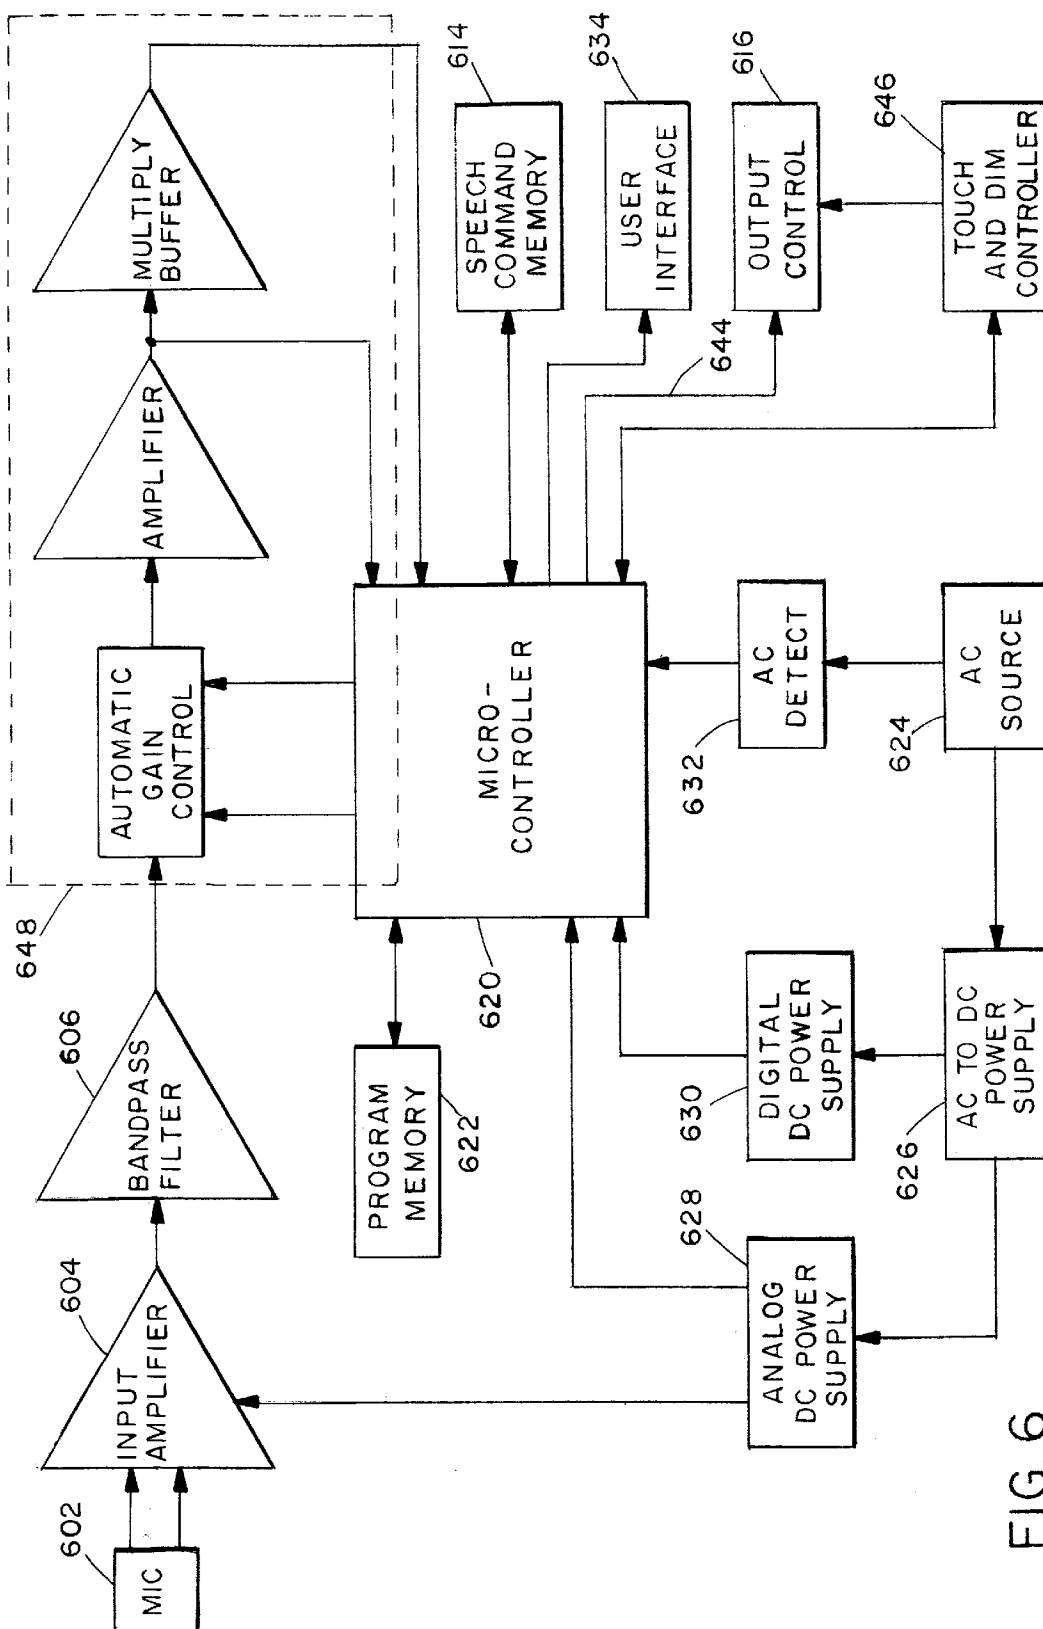 602
MIC
604
INPUT
AMPLIFIER
606
BANDPASS
FILTER
648
AUTOMATIC
GAIN
CONTROL
AMPLIFIER
MULTIPLY
BUFFER
PROGRAM
MEMORY
622
620
MICRO-
CONTROLLER
SPEECH
COMMAND
MEMORY
614
USER
INTERFACE
634
644
OUTPUT
CONTROL
616
TOUCH
AND DIM
CONTROLLER
646
628
ANALOG
DC POWER
SUPPLY
630
DIGITAL
DC POWER
SUPPLY
632
AC
DETECT
626
AC TO DC
POWER
SUPPLY
624
AC
SOURCE
FIG. 6